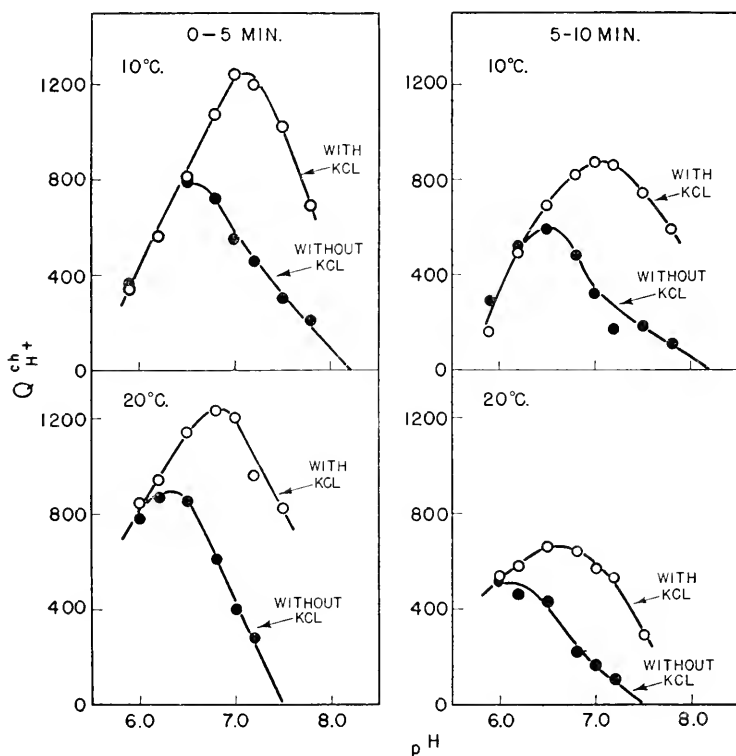 0–5 MIN.
5-10 MIN.
1200
10°C.
800
400
0
WITH
KCL
WITHOUT
KCL
1200
10°C.
800
400
0
WITH
KCL
WITHOUT
KCL
Q ch H+
1200
20°C.
800
400
0
WITH
KCL
WITHOUT
KCL
6.0 7.0 8.0
1200
20°C.
800
400
0
WITH
KCL
WITHOUT
KCL
6.0 7.0 8.0
pH